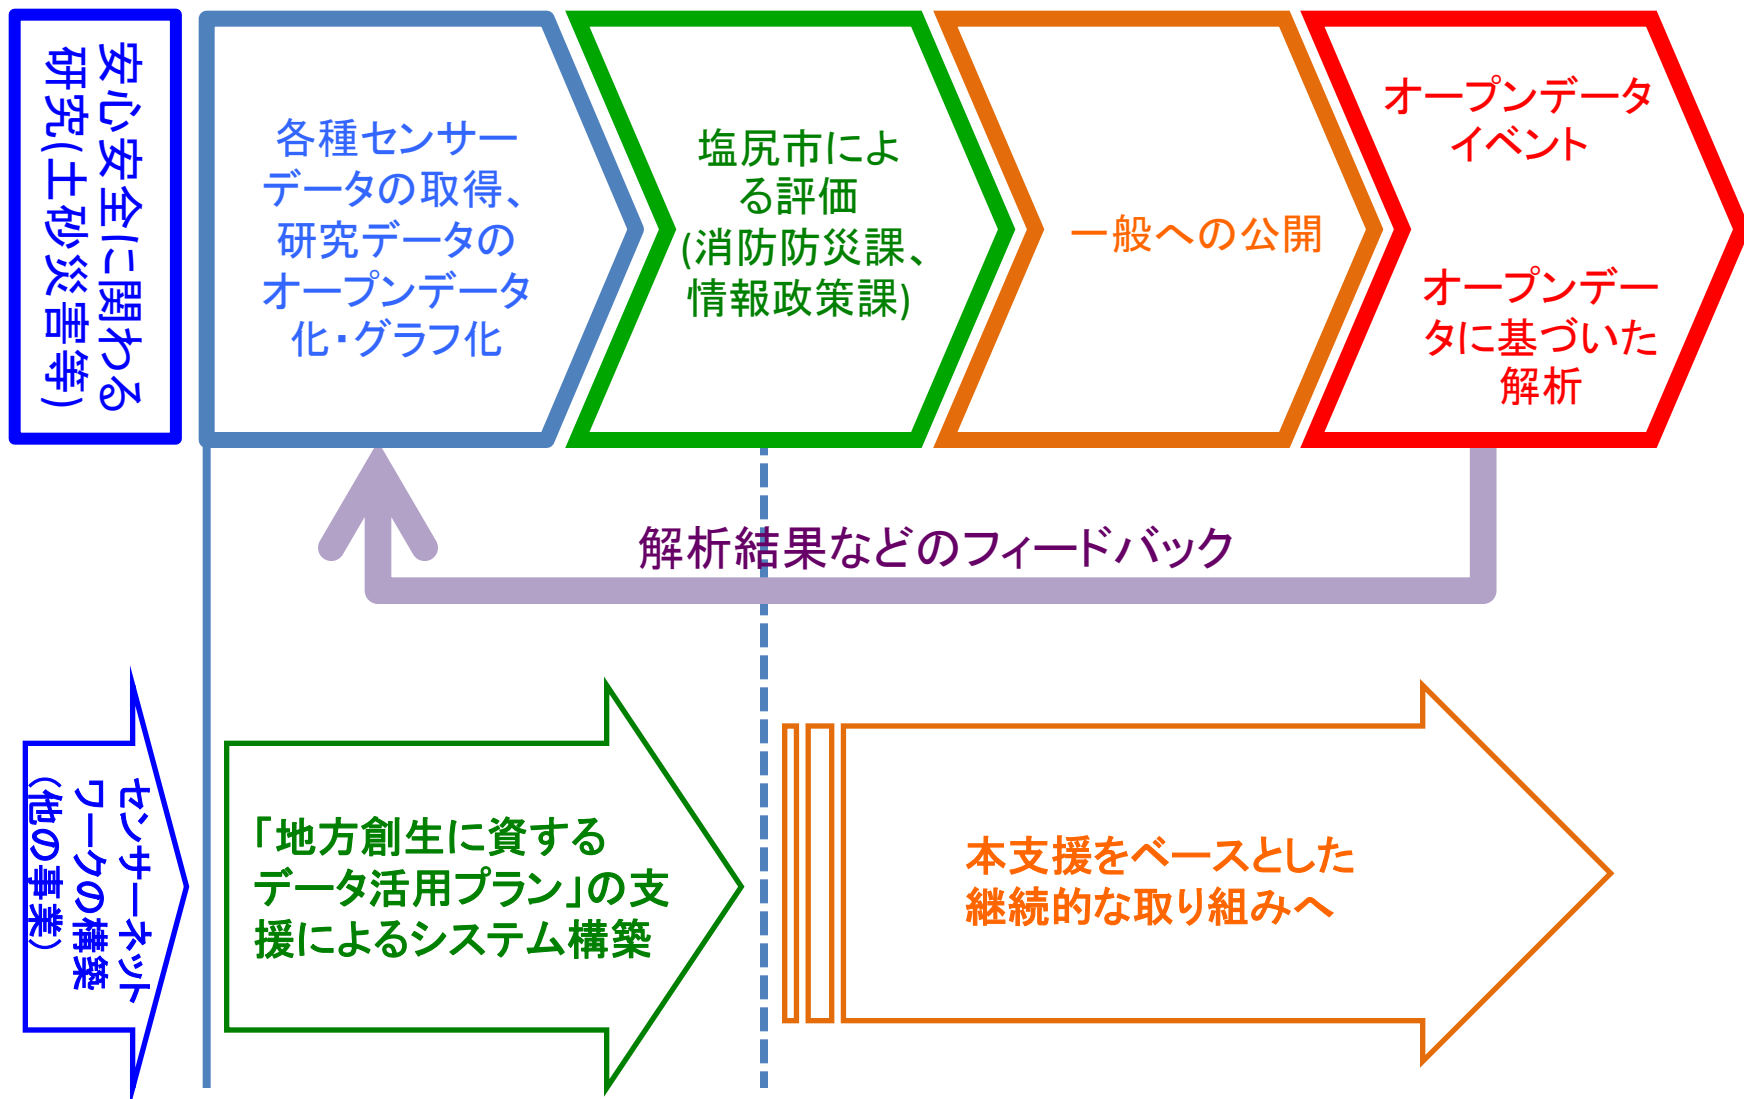 安心安全に関わる
研究(土砂災害等)
各種センサー
データの取得、
研究データの
オープンデータ
化・グラフ化
塩尻市によ
る評価
(消防防災課、
情報政策課)
一般への公開
オープンデータ
イベント
オープンデー
タに基づいた
解析
解析結果などのフィードバック
センサーネット
ワークの構築
(他の事業)
「地方創生に資する
データ活用プラン」の支
援によるシステム構築
本支援をベースとした
継続的な取り組みへ